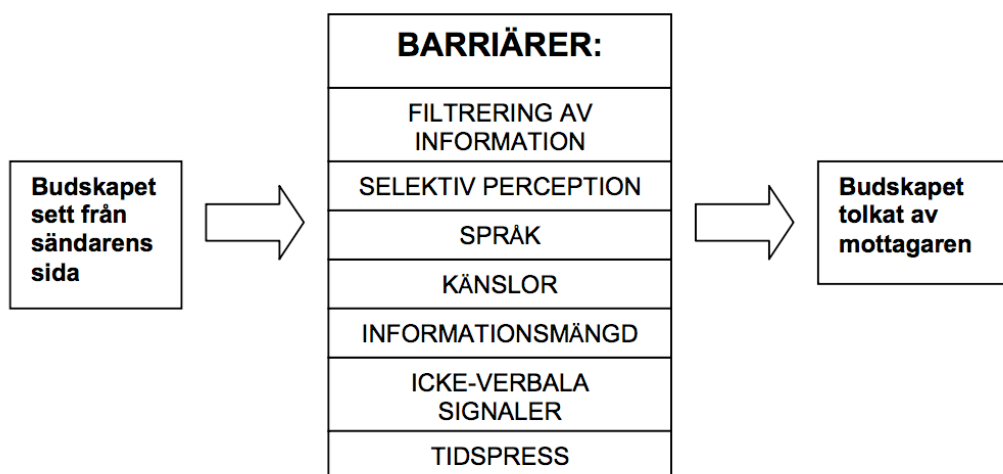 Budskapet
sett från
sändarens
sida
BARRIÄRER:
FILTRERING AV
INFORMATION
SELEKTIV PERCEPTION
SPRÅK
KÄNSLOR
INFORMATIONSMÄNGD
ICKE-VERBALA
SIGNALER
TIDSPRESS
Budskapet
tolkat av
mottagaren